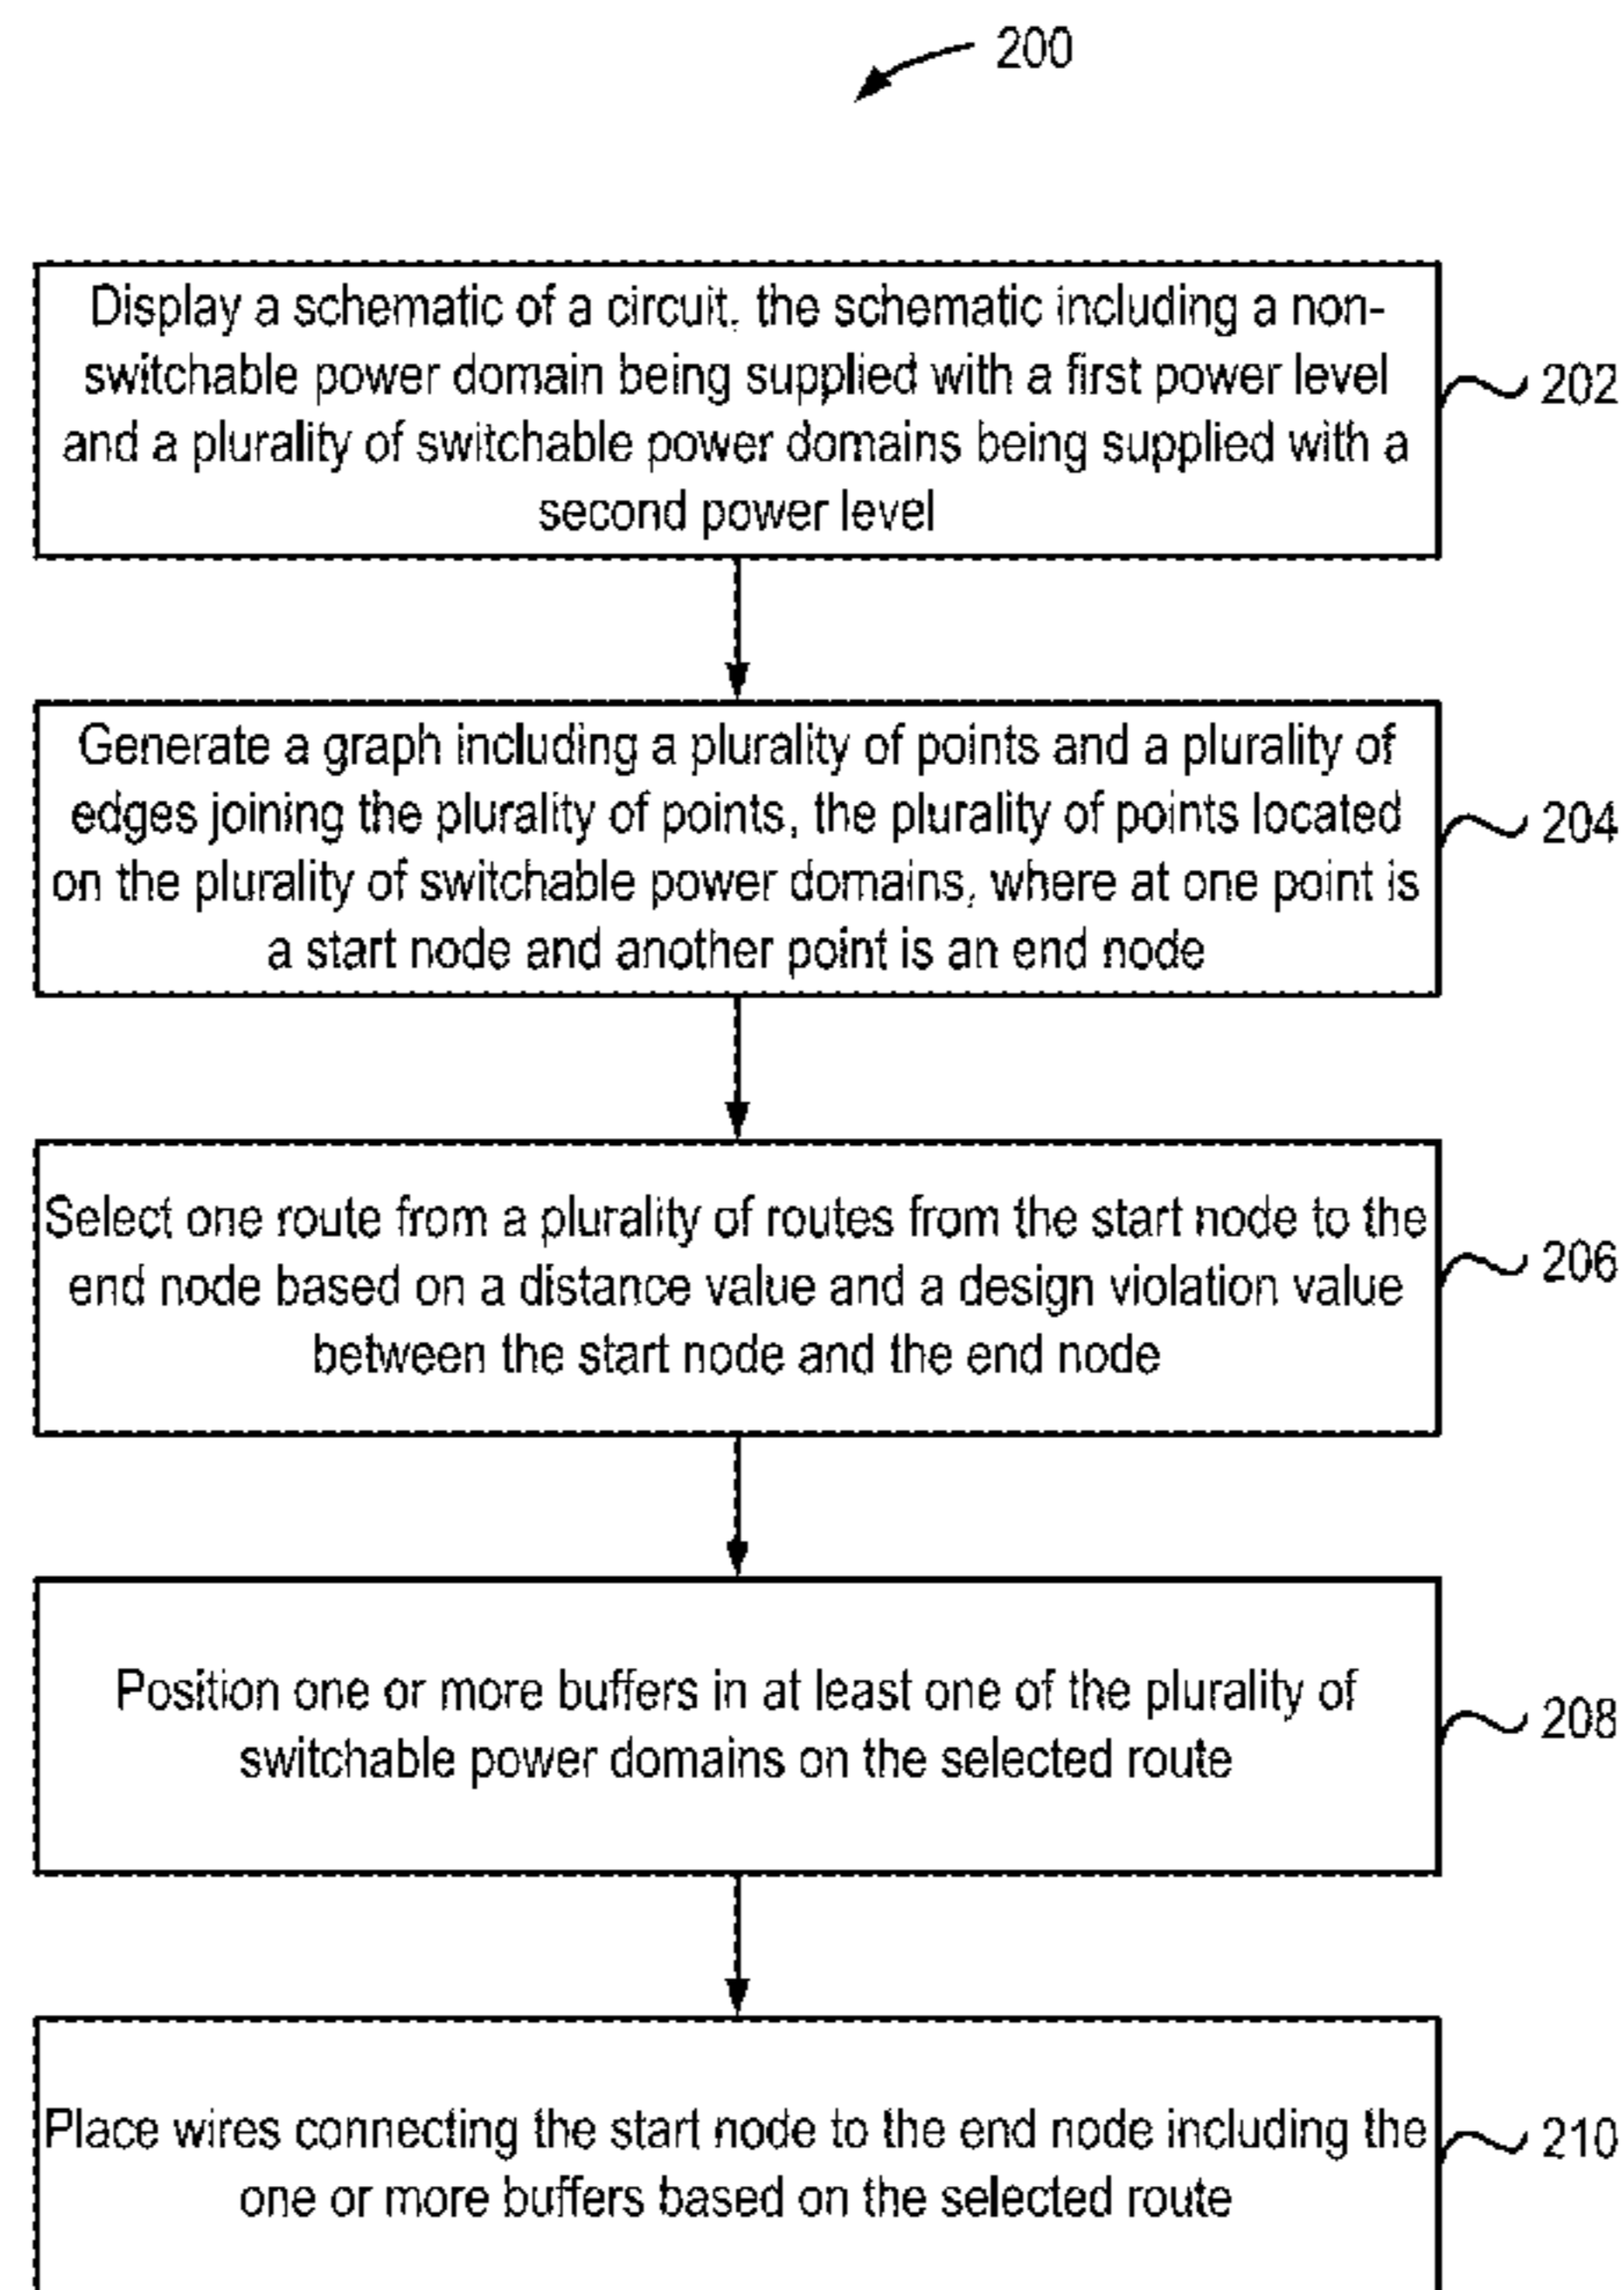 200
Display a schematic of a circuit, the schematic including a non-
switchable power domain being supplied with a first power level
and a plurality of switchable power domains being supplied with a
second power level
202
Generate a graph including a plurality of points and a plurality of
edges joining the plurality of points, the plurality of points located
on the plurality of switchable power domains, where at one point is
a start node and another point is an end node
204
Select one route from a plurality of routes from the start node to the
end node based on a distance value and a design violation value
between the start node and the end node
206
Position one or more buffers in at least one of the plurality of
switchable power domains on the selected route
208
Place wires connecting the start node to the end node including the
one or more buffers based on the selected route
210